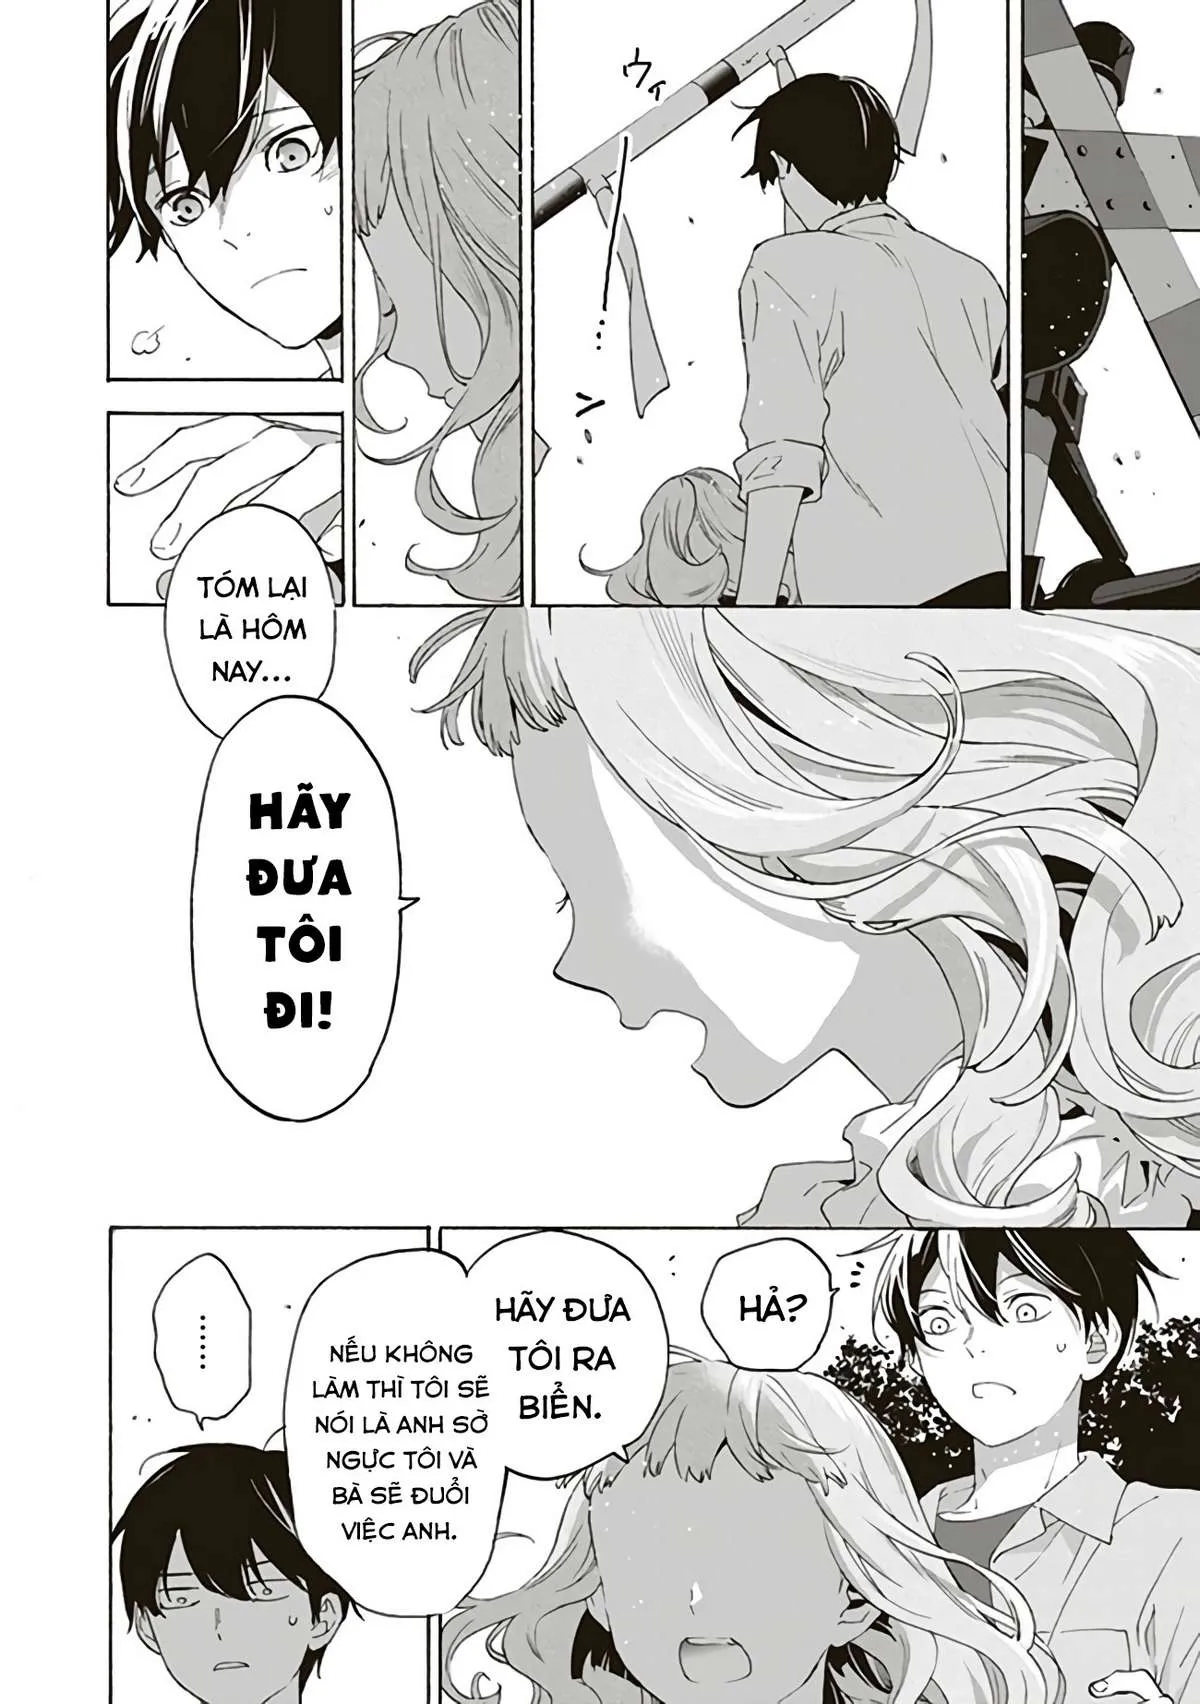 ウィ
……
ン…
TÓM LẠI
LÀ HÔM
NAY...
HÃY
ĐƯA
TÔI
ĐI!
HẢ?
HÃY ĐƯA
TÔI RA
BIỂN.
NẾU KHÔNG
LÀM THÌ TÔI SẼ
NÓI LÀ ANH SỜ
NGỰC TÔI VÀ
BÀ SẼ ĐUỔI
VIỆC ANH.
........